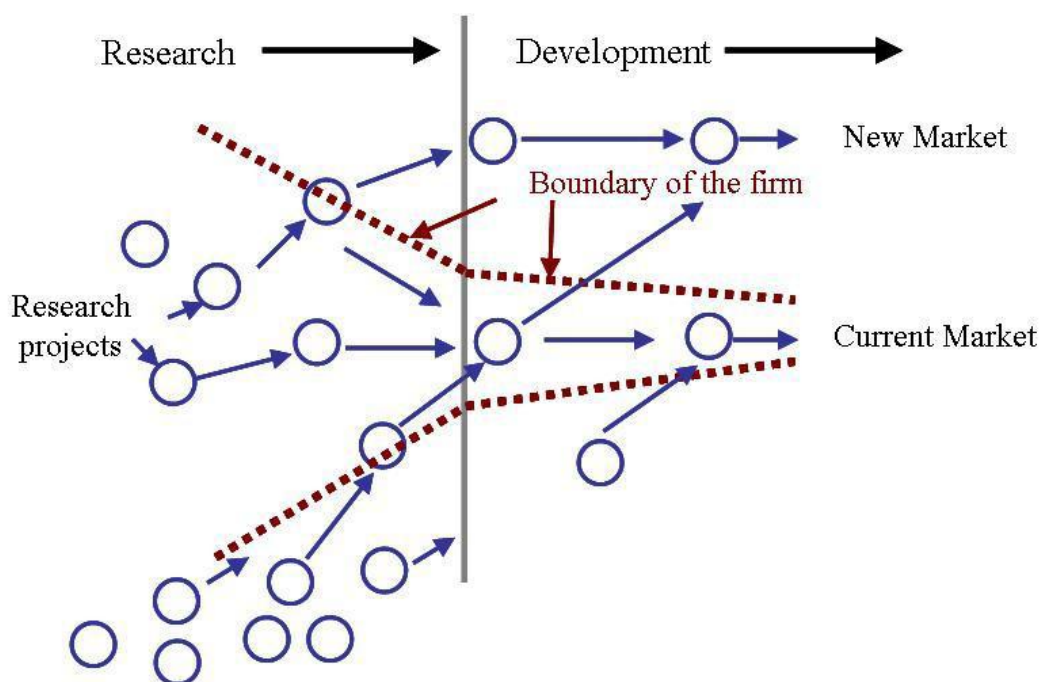 Research
Development
New Market
Boundary of the firm
Research
projects
Current Market